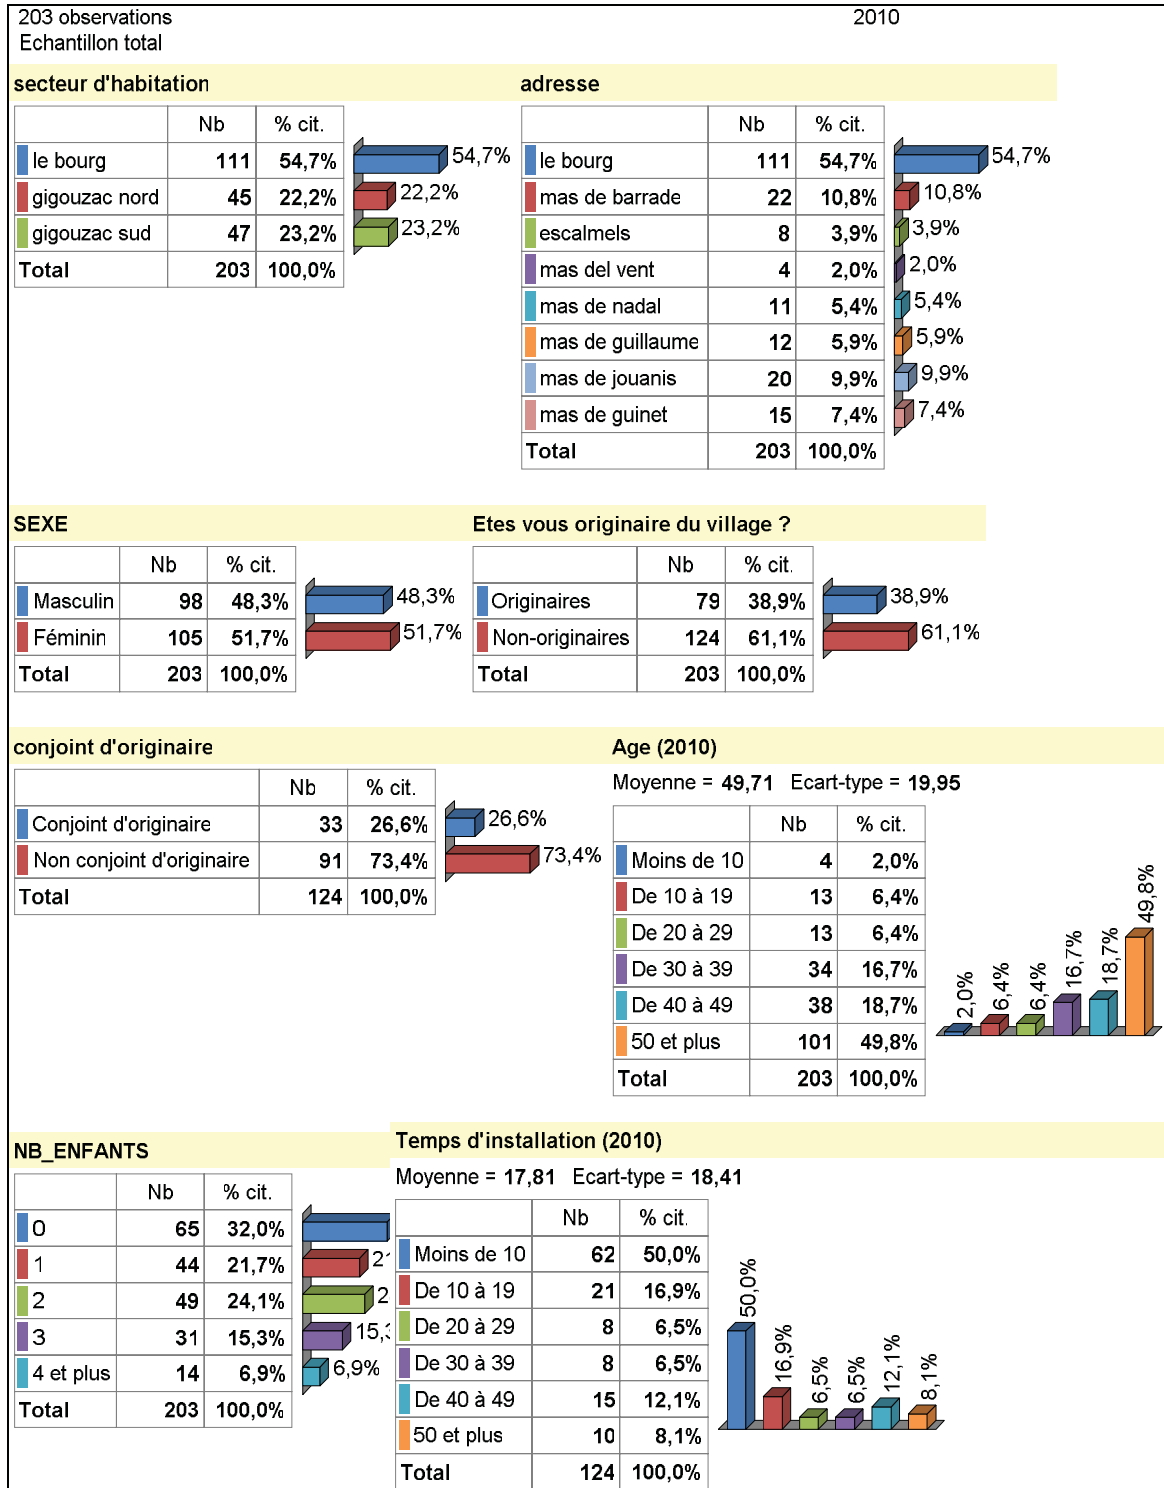 203 observations 2010
Echantillon total
secteur d'habitation
Nb % cit.
le bourg 111 54,7% 54,7%
gigouzac nord 45 22,2% 22,2%
gigouzac sud 47 23,2% 23,2%
Total 203 100,0%
adresse
Nb % cit.
le bourg 111 54,7% 54,7%
mas de barrade 22 10,8% 10,8%
escalmels 8 3,9% 3,9%
mas del vent 4 2,0% 2,0%
mas de nadal 11 5,4% 5,4%
mas de guillaume 12 5,9% 5,9%
mas de jouanis 20 9,9% 9,9%
mas de guinet 15 7,4% 7,4%
Total 203 100,0%
SEXE
Nb % cit.
Masculin 98 48,3% 48,3%
Féminin 105 51,7% 51,7%
Total 203 100,0%
Etes vous originaire du village ?
Nb % cit.
Originaires 79 38,9% 38,9%
Non-originaires 124 61,1% 61,1%
Total 203 100,0%
conjoint d'originaire
Nb % cit.
Conjoint d'originaire 33 26,6% 26,6%
Non conjoint d'originaire 91 73,4% 73,4%
Total 124 100,0%
Age (2010)
Moyenne = 49,71 Ecart-type = 19,95
Nb % cit.
Moins de 10 4 2,0%
De 10 à 19 13 6,4%
De 20 à 29 13 6,4%
De 30 à 39 34 16,7%
De 40 à 49 38 18,7%
50 et plus 101 49,8%
Total 203 100,0%
2,0% 6,4% 6,4% 16,7% 18,7% 49,8%
NB_ENFANTS
Nb % cit.
0 65 32,0%
1 44 21,7% 2
2 49 24,1% 2
3 31 15,3% 15,
4 et plus 14 6,9% 6,9%
Total 203 100,0%
Temps d'installation (2010)
Moyenne = 17,81 Ecart-type = 18,41
Nb % cit.
Moins de 10 62 50,0%
De 10 à 19 21 16,9%
De 20 à 29 8 6,5%
De 30 à 39 8 6,5%
De 40 à 49 15 12,1%
50 et plus 10 8,1%
Total 124 100,0%
50,0% 16,9% 6,5% 6,5% 12,1% 8,1%